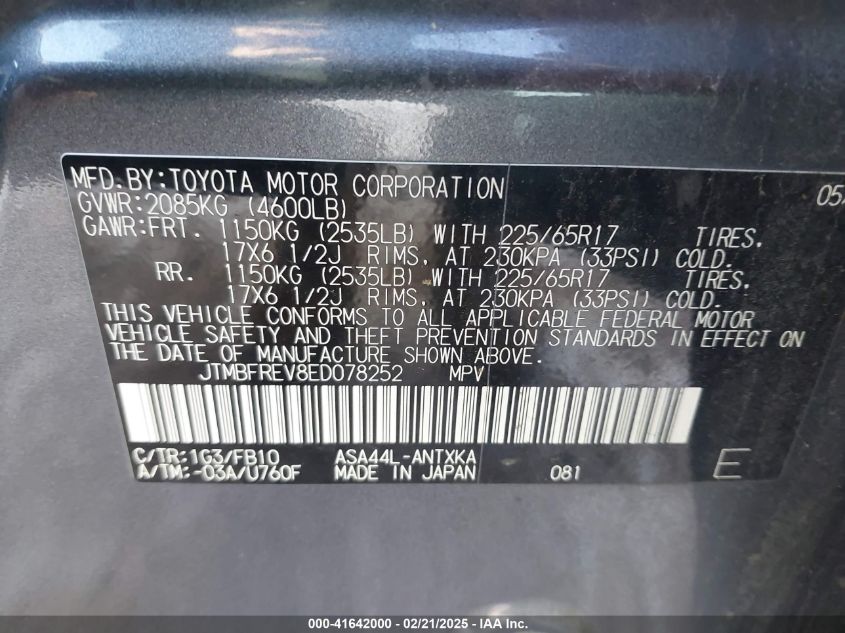 MFD.BY:TOYOTA MOTOR CORPORATION 05
GVWR:2085KG (4600LB)
GAWR:FRT. 1150KG (2535LB) WITH 225/65R17 TIRES.
17X6 1/2J RIMS, AT 230KPA (33PSI) COLD.
RR. 1150KG (2535LB) WITH 225/65R17 TIRES.
17X6 1/2J RIMS, AT 230KPA (33PSI) COLD.
THIS VEHICLE CONFORMS TO ALL APPLICABLE FEDERAL MOTOR
VEHICLE SAFETY AND THEFT PREVENTION STANDARDS IN EFFECT ON
THE DATE OF MANUFACTURE SHOWN ABOVE.
JTMBFREV8ED078252 MPV
C/TR:1G3/FB10 ASA44L-ANTXKA
A/TM:-03A/U760F MADE IN JAPAN 081 E
000-41642000 - 02/21/2025 - IAAI.com